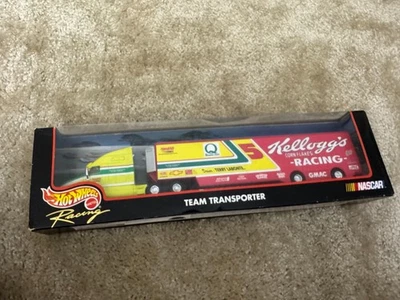 5
Kellogg's
CORN FLAKES
RACING
TERRY LABONTE
GMAC
HOT WHEELS
Racing
TEAM TRANSPORTER
NASCAR